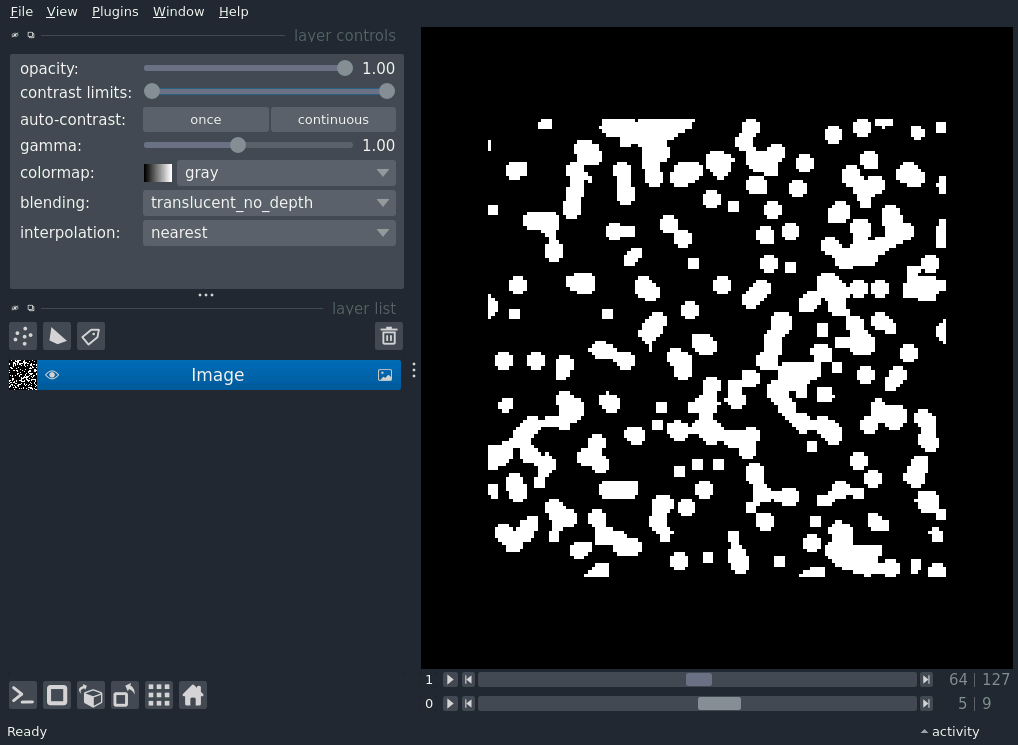 File View Plugins Window Help
layer controls
opacity: 1.00
contrast limits:
auto-contrast: once continuous
gamma: 1.00
colormap: gray
blending: translucent_no_depth
interpolation: nearest
layer list
Image
1 64 127
0 5 9
Ready activity